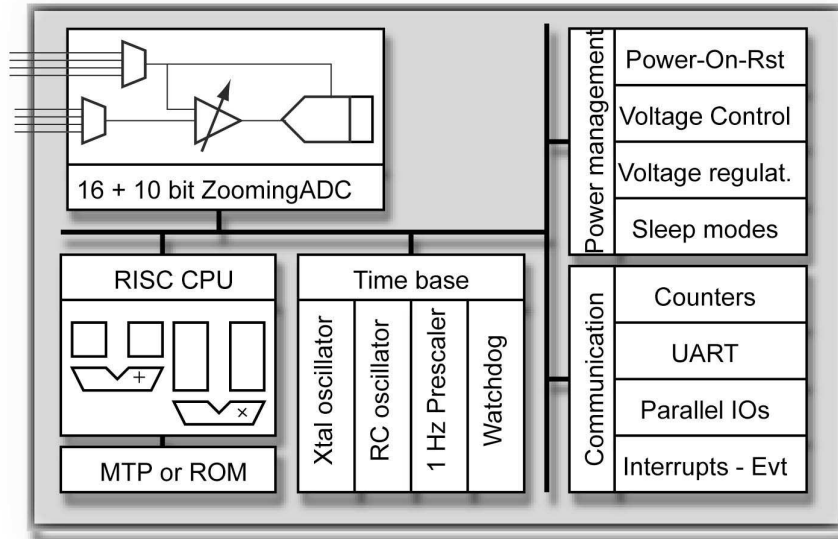 16 + 10 bit ZoomingADC
RISC CPU
+
×
MTP or ROM
Time base
Xtal oscillator
RC oscillator
1 Hz Prescaler
Watchdog
Power management
Power-On-Rst
Voltage Control
Voltage regulat.
Sleep modes
Communication
Counters
UART
Parallel IOs
Interrupts - Evt